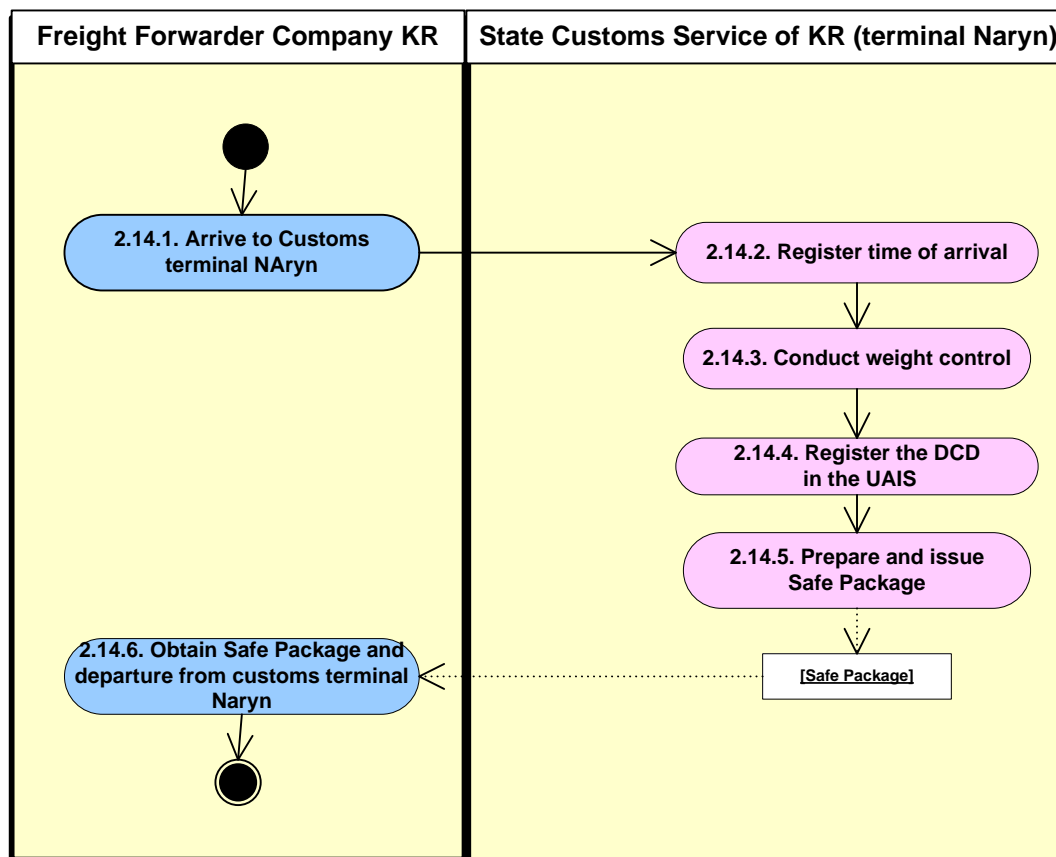 Freight Forwarder Company KR
State Customs Service of KR (terminal Naryn)
2.14.1. Arrive to Customs
terminal NAryn
2.14.2. Register time of arrival
2.14.3. Conduct weight control
2.14.4. Register the DCD
in the UAIS
2.14.5. Prepare and issue
Safe Package
[Safe Package]
2.14.6. Obtain Safe Package and
departure from customs terminal
Naryn